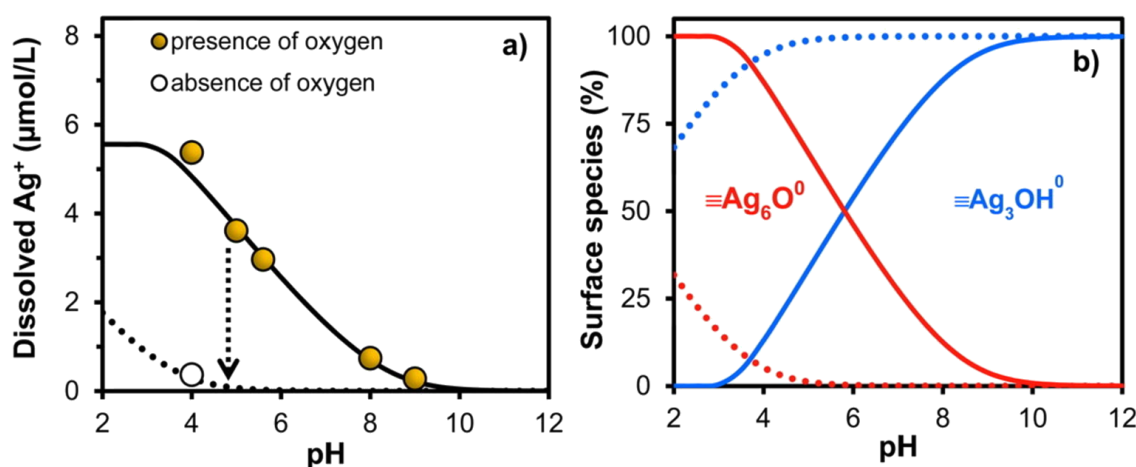 a)
presence of oxygen
absence of oxygen
Dissolved Ag⁺ (µmol/L)
8
6
4
2
0
2 4 6 8 10 12
pH
b)
Surface species (%)
100
75
50
25
0
≡Ag₆O⁰
≡Ag₃OH⁰
2 4 6 8 10 12
pH